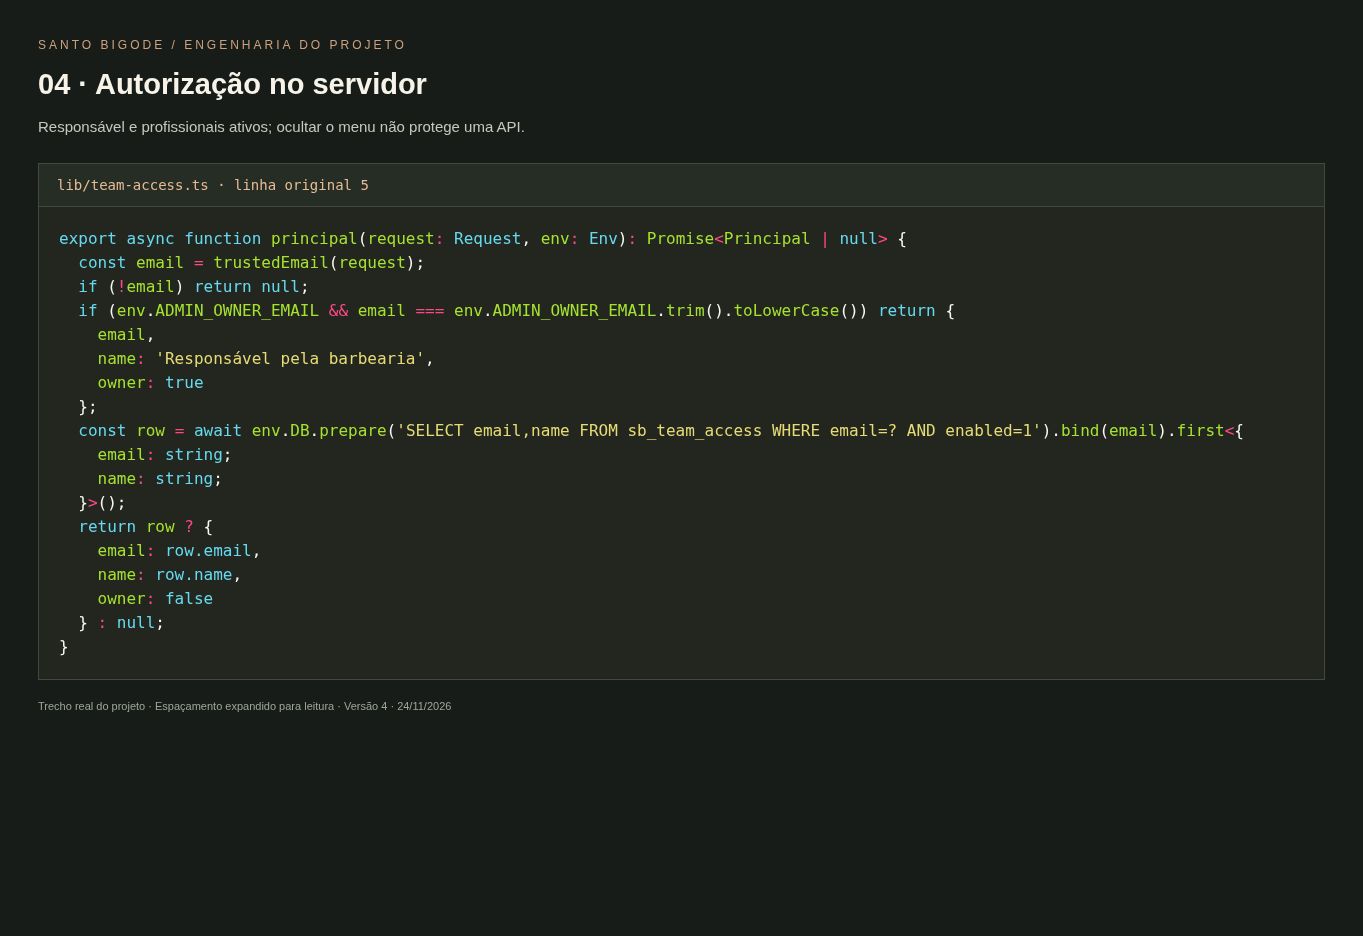 SANTO BIGODE / ENGENHARIA DO PROJETO
04 · Autorização no servidor
Responsável e profissionais ativos; ocultar o menu não protege uma API.
lib/team-access.ts · linha original 5
export async function principal(request: Request, env: Env): Promise<Principal | null> {
  const email = trustedEmail(request);
  if (!email) return null;
  if (env.ADMIN_OWNER_EMAIL && email === env.ADMIN_OWNER_EMAIL.trim().toLowerCase()) return {
    email,
    name: 'Responsável pela barbearia',
    owner: true
  };
  const row = await env.DB.prepare('SELECT email,name FROM sb_team_access WHERE email=? AND enabled=1').bind(email).first<{
    email: string;
    name: string;
  }>();
  return row ? {
    email: row.email,
    name: row.name,
    owner: false
  } : null;
}
Trecho real do projeto · Espaçamento expandido para leitura · Versão 4 · 24/11/2026